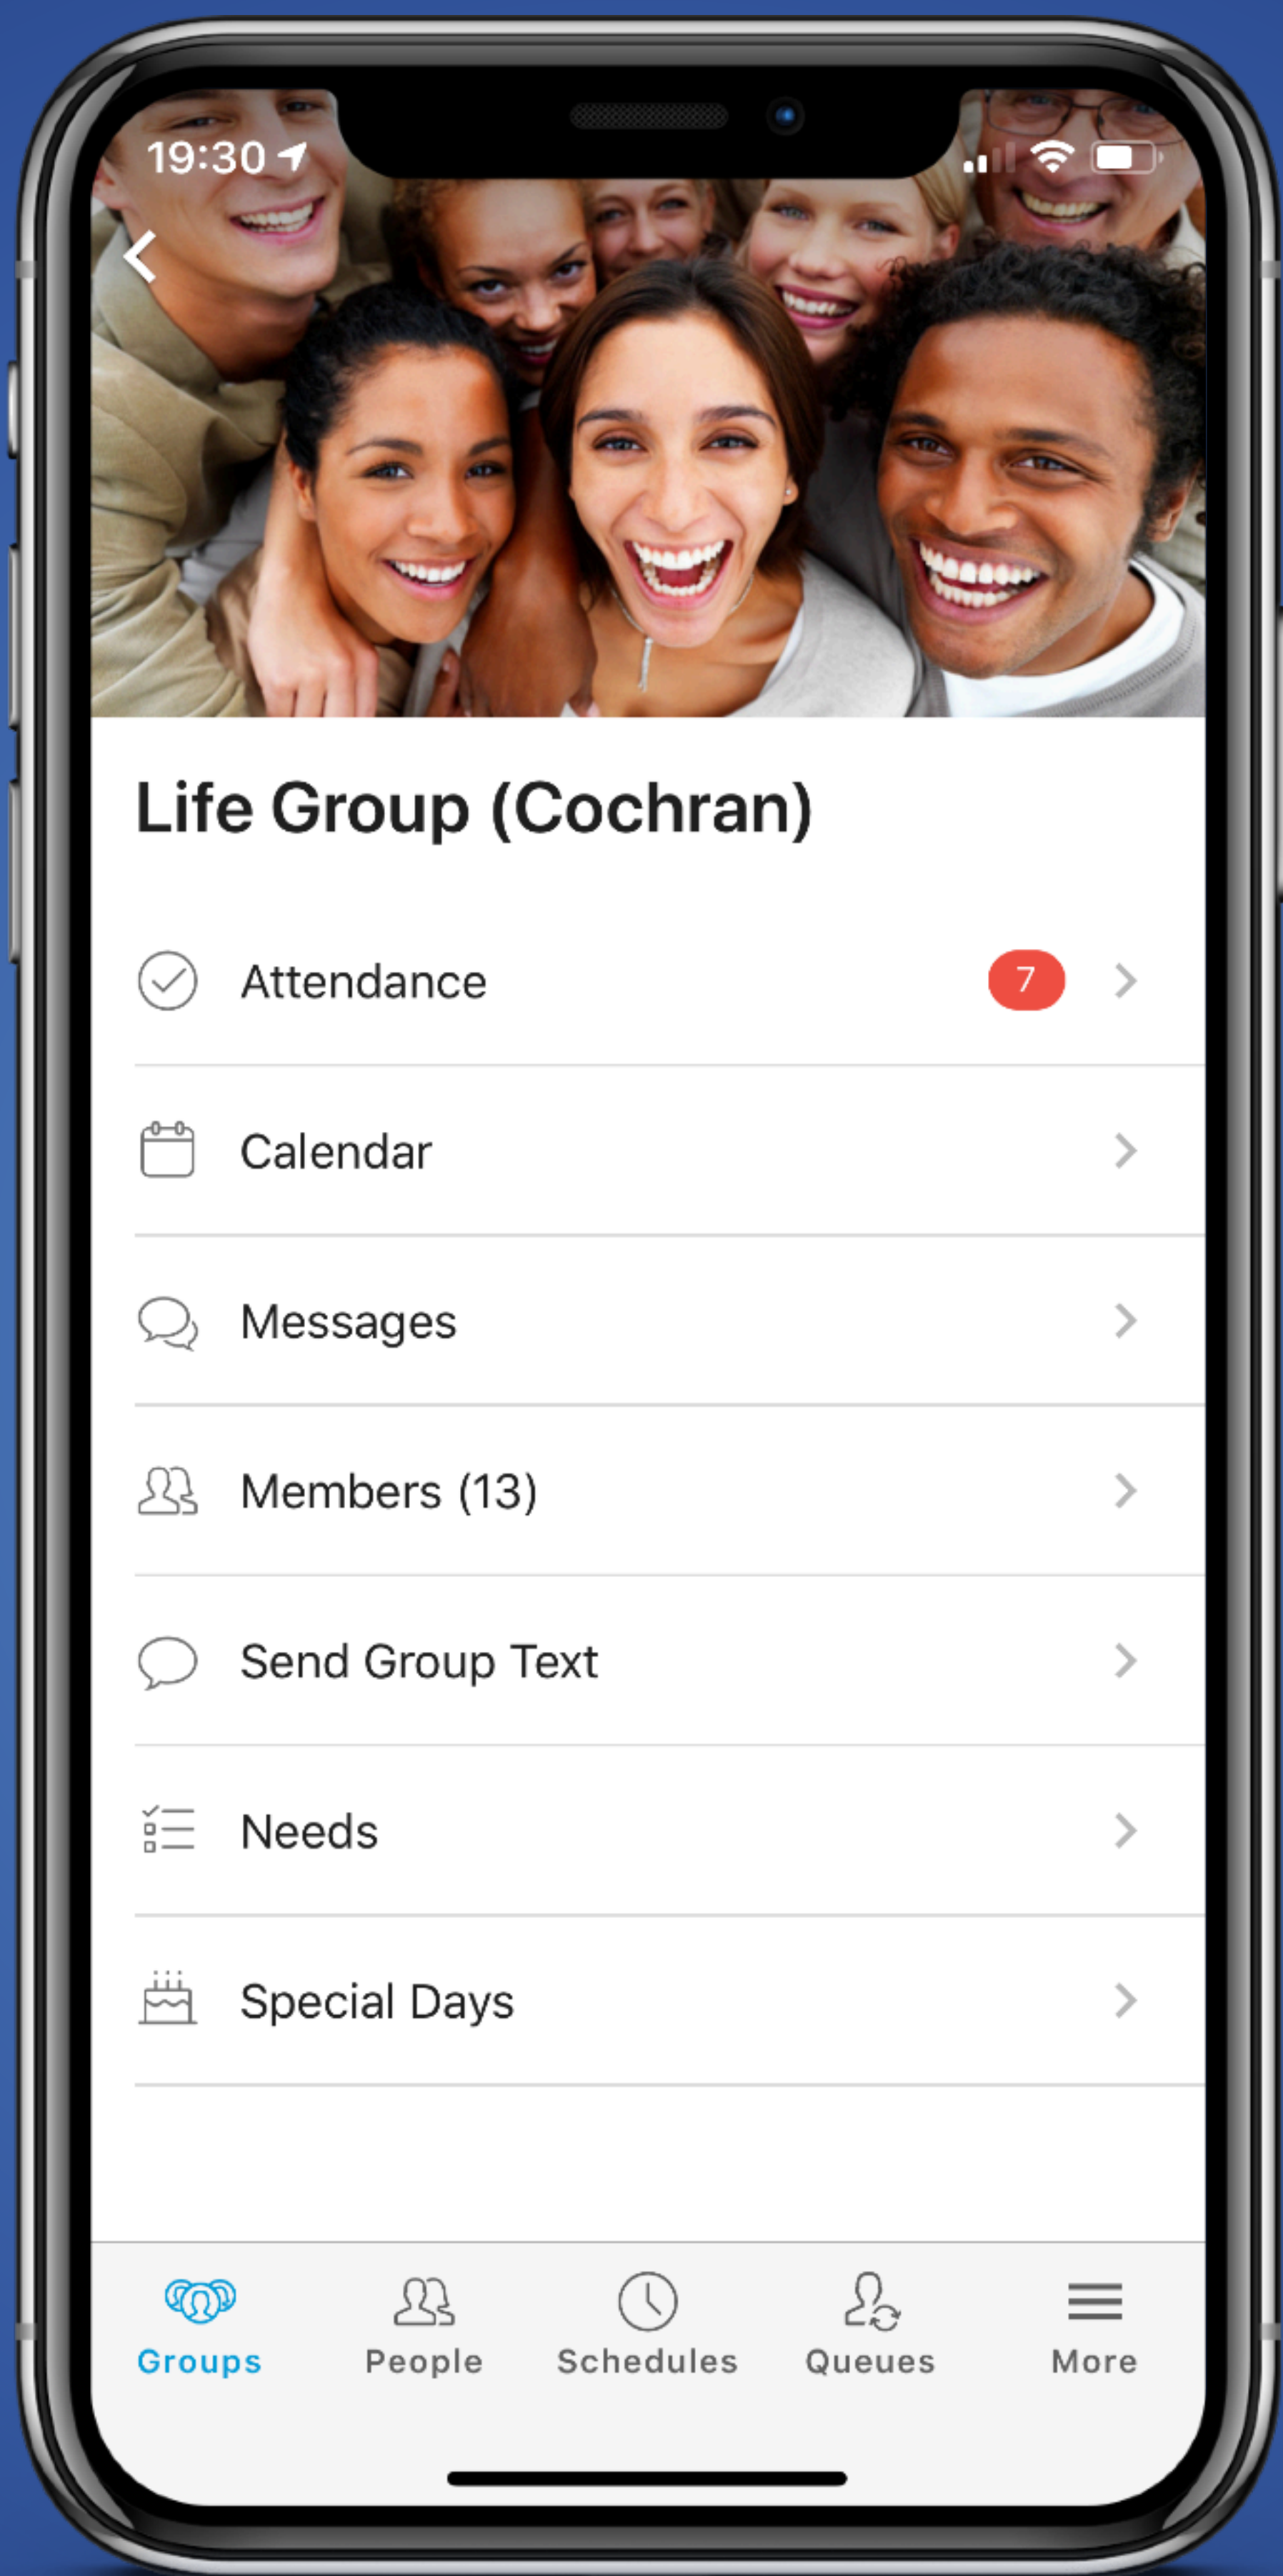 19:30
Life Group (Cochran)
Attendance 7
Calendar
Messages
Members (13)
Send Group Text
Needs
Special Days
Groups People Schedules Queues More